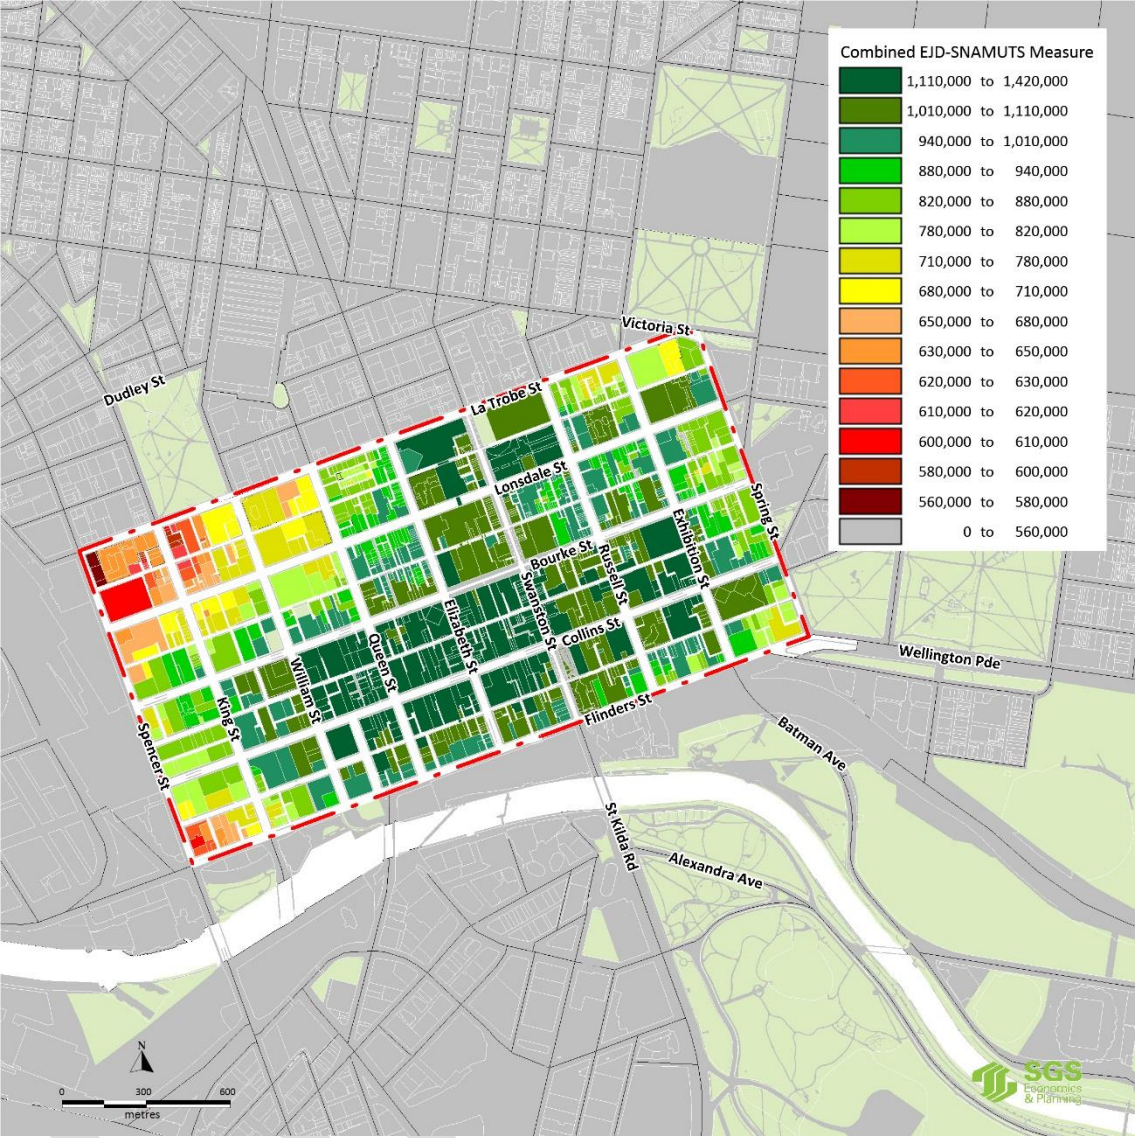 Combined EJD-SNAMUTS Measure
1,110,000 to 1,420,000
1,010,000 to 1,110,000
940,000 to 1,010,000
880,000 to 940,000
820,000 to 880,000
780,000 to 820,000
710,000 to 780,000
680,000 to 710,000
650,000 to 680,000
630,000 to 650,000
620,000 to 630,000
610,000 to 620,000
600,000 to 610,000
580,000 to 600,000
560,000 to 580,000
0 to 560,000
Victoria St
Dudley St
La Trobe St
Lonsdale St
Spring St
Exhibition St
Bourke St
Russell St
Swanston St
Elizabeth St
Collins St
Queen St
William St
King St
Wellington Pde
Flinders St
Spencer St
Batman Ave
St Kilda Rd
Alexandra Ave
N
0 300 600
metres
SGS
Economics
& Planning